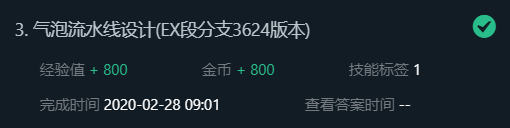 3. 气泡流水线设计(EX段分支3624版本)
经验值 + 800 金币 + 800 技能标签 1
完成时间 2020-02-28 09:01 查看答案时间 --